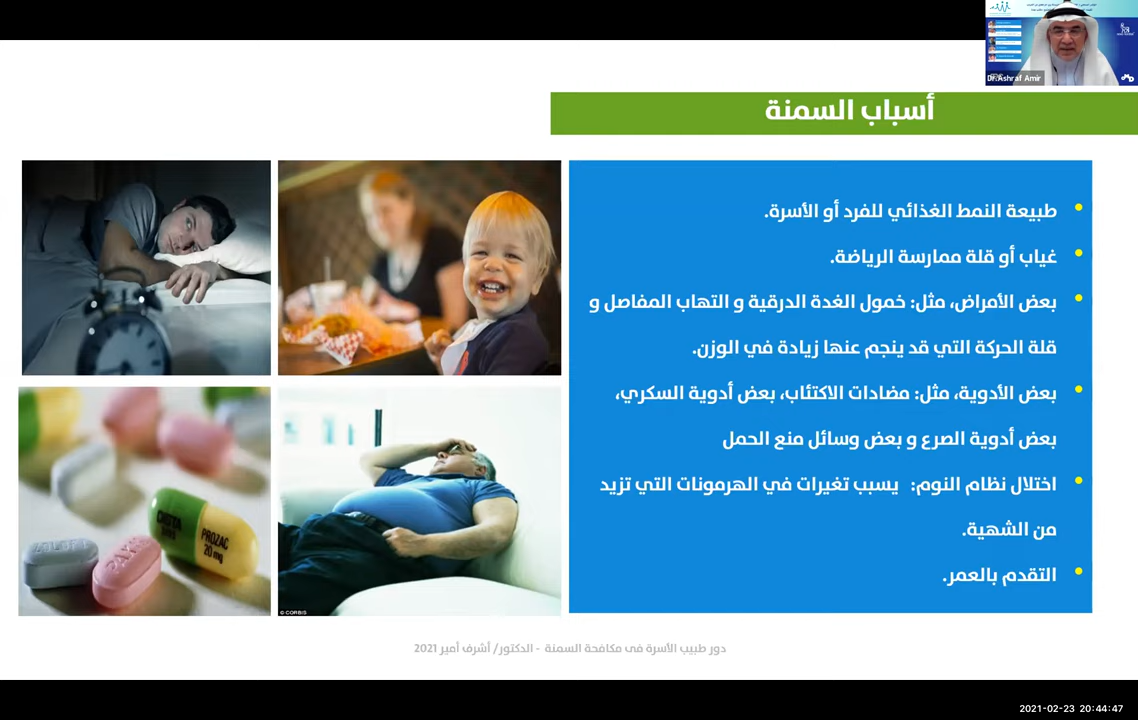 Dr.Ashraf Amir
أسباب السمنة
طبيعة النمط الغذائي للفرد أو الأسرة.
غياب أو قلة ممارسة الرياضة.
بعض الأمراض، مثل: خمول الغدة الدرقية و التهاب المفاصل و
قلة الحركة التي قد ينجم عنها زيادة في الوزن.
بعض الأدوية، مثل: مضادات الاكتئاب، بعض أدوية السكري،
بعض أدوية الصرع و بعض وسائل منع الحمل
اختلال نظام النوم: يسبب تغيرات في الهرمونات التي تزيد
من الشهية.
التقدم بالعمر.
PROZAC
20 mg
© CORBIS
دور طبيب الأسرة فى مكافحة السمنة - الدكتور/ أشرف أمير 2021
2021-02-23 20:44:47